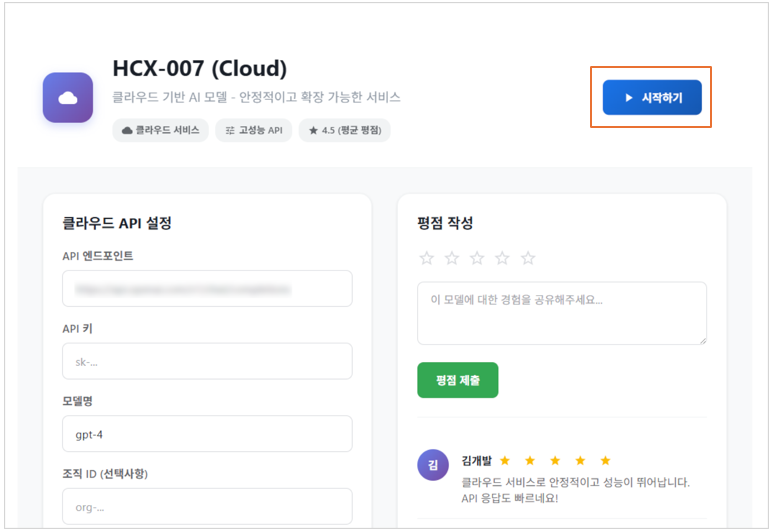 HCX-007 (Cloud)
클라우드 기반 AI 모델 - 안정적이고 확장 가능한 서비스
클라우드 서비스
고성능 API
4.5 (평균 평점)
시작하기
클라우드 API 설정
API 엔드포인트
API 키
sk-...
모델명
gpt-4
조직 ID (선택사항)
org-...
평점 작성
이 모델에 대한 경험을 공유해주세요...
평점 제출
김
김개발
클라우드 서비스로 안정적이고 성능이 뛰어납니다.
API 응답도 빠르네요!